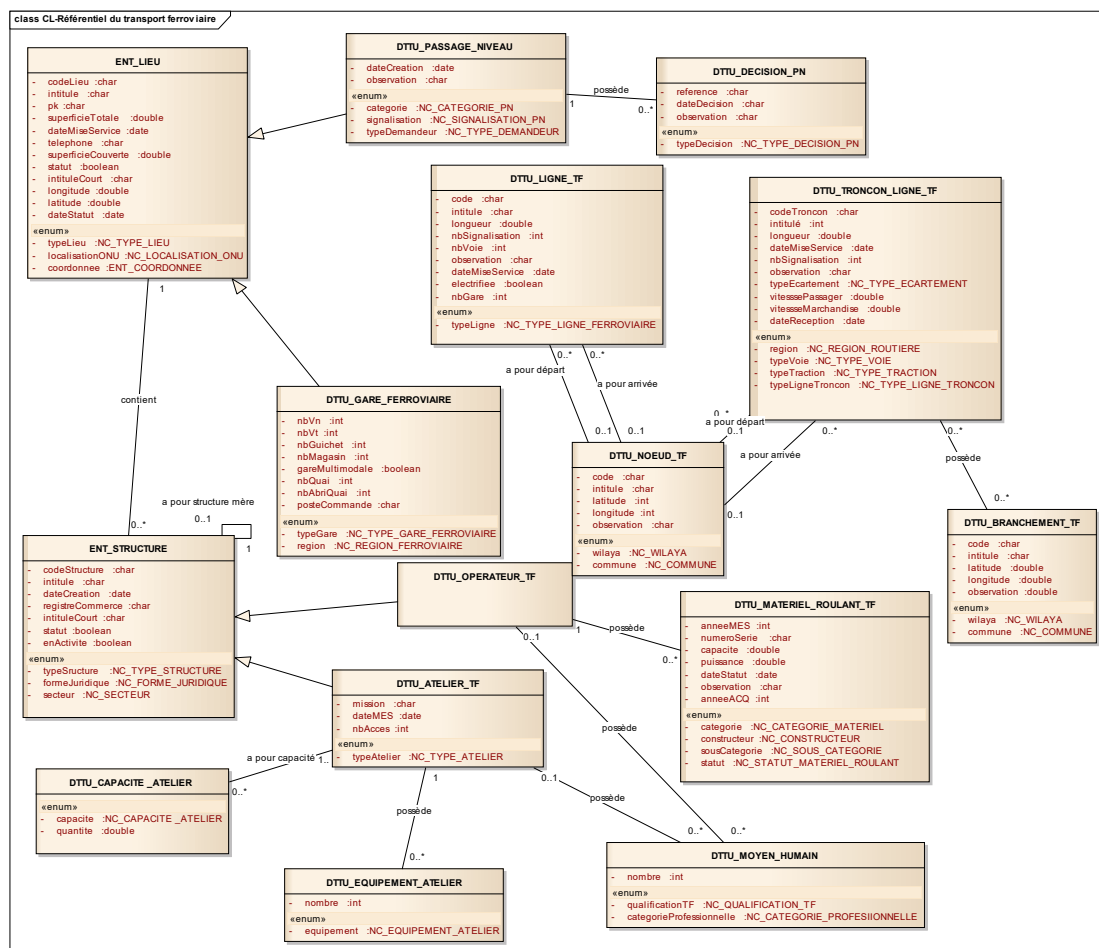 class CL-Référentiel du transport ferroviaire
ENT_LIEU
- codeLieu :char
- intitule :char
- pk :char
- superficieTotale :double
- dateMiseService :date
- telephone :char
- superficieCouverte :double
- statut :boolean
- intituleCourt :char
- longitude :double
- latitude :double
- dateStatut :date
«enum»
- typeLieu :NC_TYPE_LIEU
- localisationONU :NC_LOCALISATION_ONU
- coordonnee :ENT_COORDONNEE
DTTU_PASSAGE_NIVEAU
- dateCreation :date
- observation :char
«enum»
- categorie :NC_CATEGORIE_PN
- signalisation :NC_SIGNALISATION_PN
- typeDemandeur :NC_TYPE_DEMANDEUR
possède
1
0..*
DTTU_DECISION_PN
- reference :char
- dateDecision :char
- observation :char
«enum»
- typeDecision :NC_TYPE_DECISION_PN
DTTU_LIGNE_TF
- code :char
- intitule :char
- longueur :double
- nbSignalisation :int
- nbVoie :int
- observation :char
- dateMiseService :date
- electrifiee :boolean
- nbGare :int
«enum»
- typeLigne :NC_TYPE_LIGNE_FERROVIAIRE
DTTU_TRONCON_LIGNE_TF
- codeTroncon :char
- intitulé :int
- longueur :double
- dateMiseService :date
- nbSignalisation :int
- observation :char
- typeEcartement :NC_TYPE_ECARTEMENT
- vitesssePassager :double
- vitessseMarchandise :double
- dateReception :date
«enum»
- region :NC_REGION_ROUTIERE
- typeVoie :NC_TYPE_VOIE
- typeTraction :NC_TYPE_TRACTION
- typeLigneTroncon :NC_TYPE_LIGNE_TRONCON
1
contient
0..*
0..*
0..*
a pour départ
a pour arrivée
0..1
0..1
0..*
a pour départ
0..1
0..*
a pour arrivée
0..1
0..*
possède
0..*
DTTU_GARE_FERROVIAIRE
- nbVn :int
- nbVt :int
- nbGuichet :int
- nbMagasin :int
- gareMultimodale :boolean
- nbQuai :int
- nbAbriQuai :int
- posteCommande :char
«enum»
- typeGare :NC_TYPE_GARE_FERROVIAIRE
- region :NC_REGION_FERROVIAIRE
DTTU_NOEUD_TF
- code :char
- intitule :char
- latitude :int
- longitude :int
- observation :char
«enum»
- wilaya :NC_WILAYA
- commune :NC_COMMUNE
DTTU_BRANCHEMENT_TF
- code :char
- intitule :char
- latitude :double
- longitude :double
- observation :double
«enum»
- wilaya :NC_WILAYA
- commune :NC_COMMUNE
a pour structure mère
0..1
1
ENT_STRUCTURE
- codeStructure :char
- intitule :char
- dateCreation :date
- registreCommerce :char
- intituleCourt :char
- statut :boolean
- enActivite :boolean
«enum»
- typeSructure :NC_TYPE_STRUCTURE
- formeJuridique :NC_FORME_JURIDIQUE
- secteur :NC_SECTEUR
DTTU_OPERATEUR_TF
1
possède
0..*
0..1
possède
0..*
DTTU_MATERIEL_ROULANT_TF
- anneeMES :int
- numeroSerie :char
- capacite :double
- puissance :double
- dateStatut :date
- observation :char
- anneeACQ :int
«enum»
- categorie :NC_CATEGORIE_MATERIEL
- constructeur :NC_CONSTRUCTEUR
- sousCategorie :NC_SOUS_CATEGORIE
- statut :NC_STATUT_MATERIEL_ROULANT
DTTU_ATELIER_TF
- mission :char
- dateMES :date
- nbAcces :int
«enum»
- typeAtelier :NC_TYPE_ATELIER
a pour capacité
1..
0..*
DTTU_CAPACITE _ATELIER
«enum»
- capacite :NC_CAPACITE _ATELIER
- quantite :double
1
possède
0..*
0..1
possède
0..*
DTTU_EQUIPEMENT_ATELIER
- nombre :int
«enum»
- equipement :NC_EQUIPEMENT_ATELIER
DTTU_MOYEN_HUMAIN
- nombre :int
«enum»
- qualificationTF :NC_QUALIFICATION_TF
- categorieProfessionnelle :NC_CATEGORIE_PROFESIIONNELLE